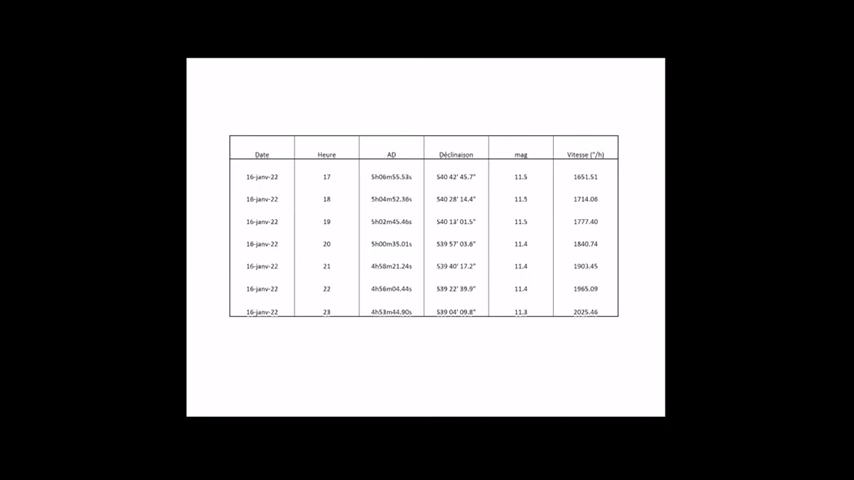 Date Heure AD Déclinaison mag Vitesse ("/h)
16-janv-22 17 5h06m55.53s S40 42' 45.7" 11.5 1651.51
16-janv-22 18 5h04m52.36s S40 28' 14.4" 11.5 1714.06
16-janv-22 19 5h02m45.46s S40 13' 01.5" 11.5 1777.40
16-janv-22 20 5h00m35.01s S39 57' 03.6" 11.4 1840.74
16-janv-22 21 4h58m21.24s S39 40' 17.2" 11.4 1903.45
16-janv-22 22 4h56m04.44s S39 22' 39.9" 11.4 1965.09
16-janv-22 23 4h53m44.90s S39 04' 09.8" 11.3 2025.46